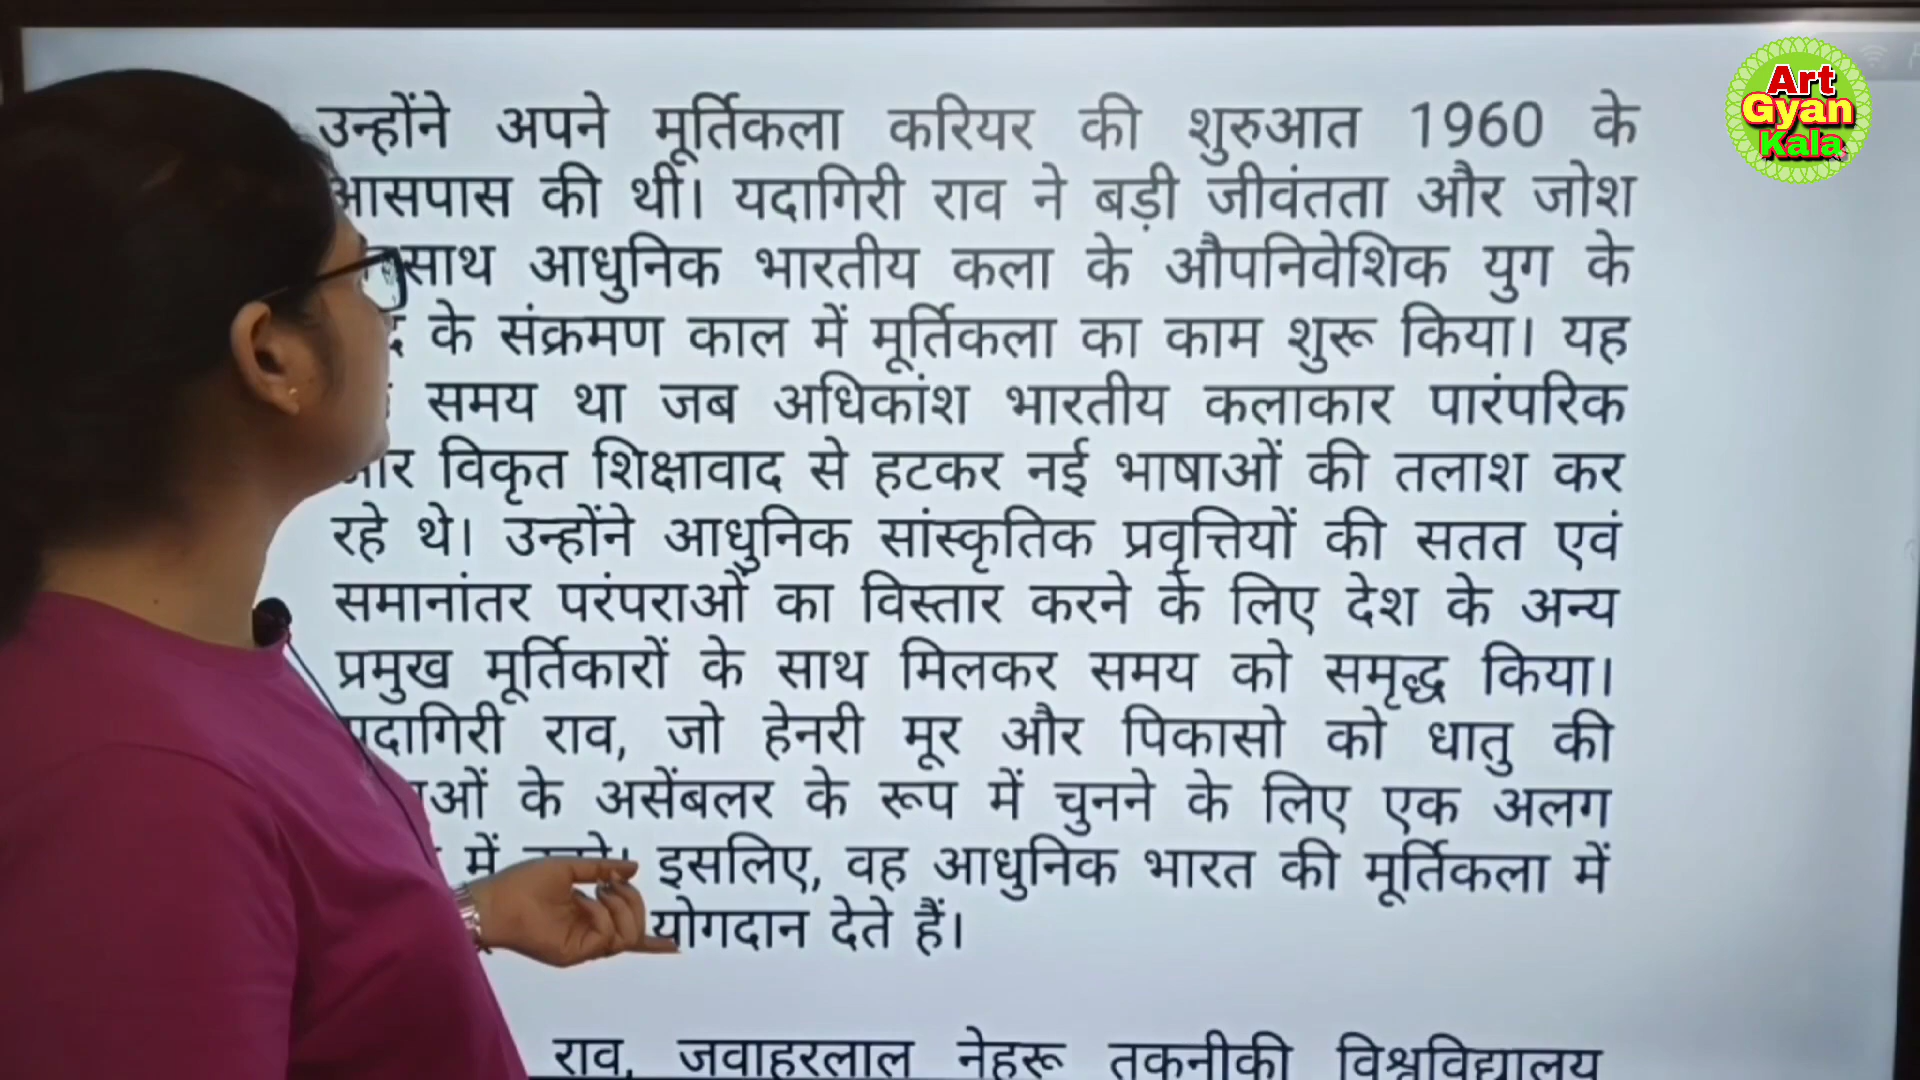 Art
Gyan
Kala
उन्होंने अपने मूर्तिकला करियर की शुरुआत 1960 के
आसपास की थी। यदागिरी राव ने बड़ी जीवंतता और जोश
साथ आधुनिक भारतीय कला के औपनिवेशिक युग के
के संक्रमण काल में मूर्तिकला का काम शुरू किया। यह
समय था जब अधिकांश भारतीय कलाकार पारंपरिक
और विकृत शिक्षावाद से हटकर नई भाषाओं की तलाश कर
रहे थे। उन्होंने आधुनिक सांस्कृतिक प्रवृत्तियों की सतत एवं
समानांतर परंपराओं का विस्तार करने के लिए देश के अन्य
प्रमुख मूर्तिकारों के साथ मिलकर समय को समृद्ध किया।
यदागिरी राव, जो हेनरी मूर और पिकासो को धातु की
के असेंबलर के रूप में चुनने के लिए एक अलग
में इसलिए, वह आधुनिक भारत की मूर्तिकला में
योगदान देते हैं।
राव, जवाहरलाल नेहरू तकनीकी विश्वविद्यालय